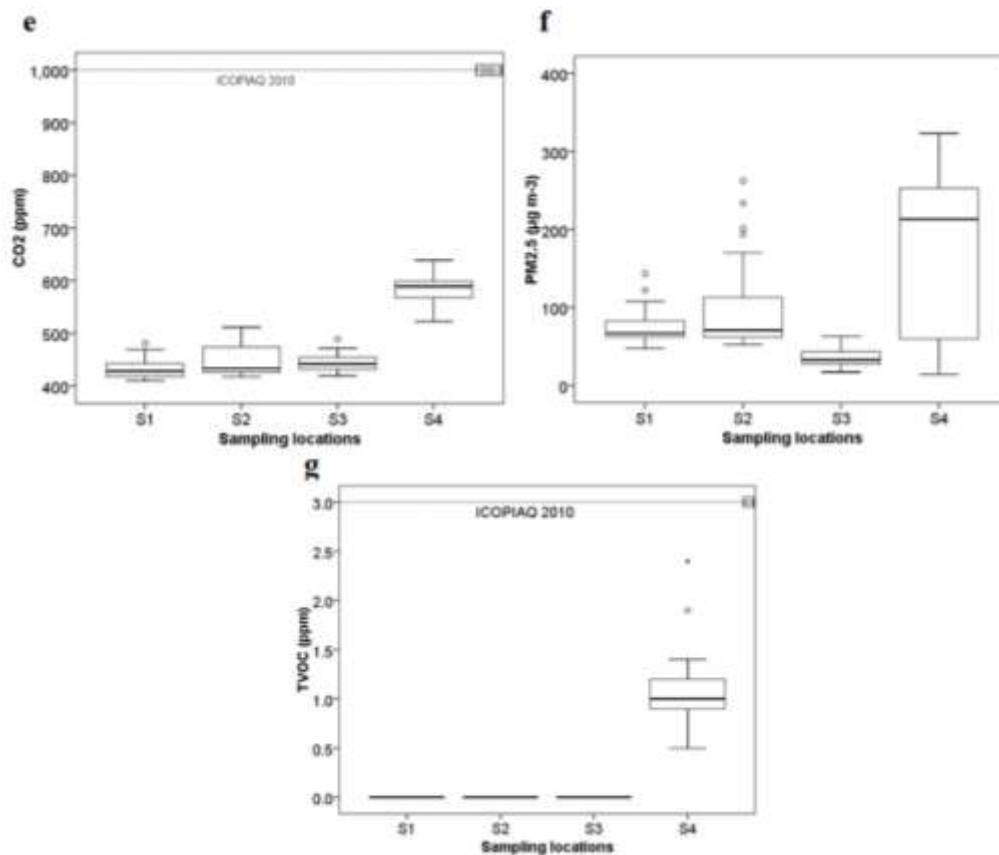 e
1,000
ICOPIAQ 2010
900
800
700
600
500
400
CO2 (ppm)
S1 S2 S3 S4
Sampling locations
f
400
300
200
100
0
PM2.5 (µg m-3)
S1 S2 S3 S4
Sampling locations
g
3.0
ICOPIAQ 2010
2.5
2.0
1.5
1.0
0.5
0.0
TVOC (ppm)
S1 S2 S3 S4
Sampling locations